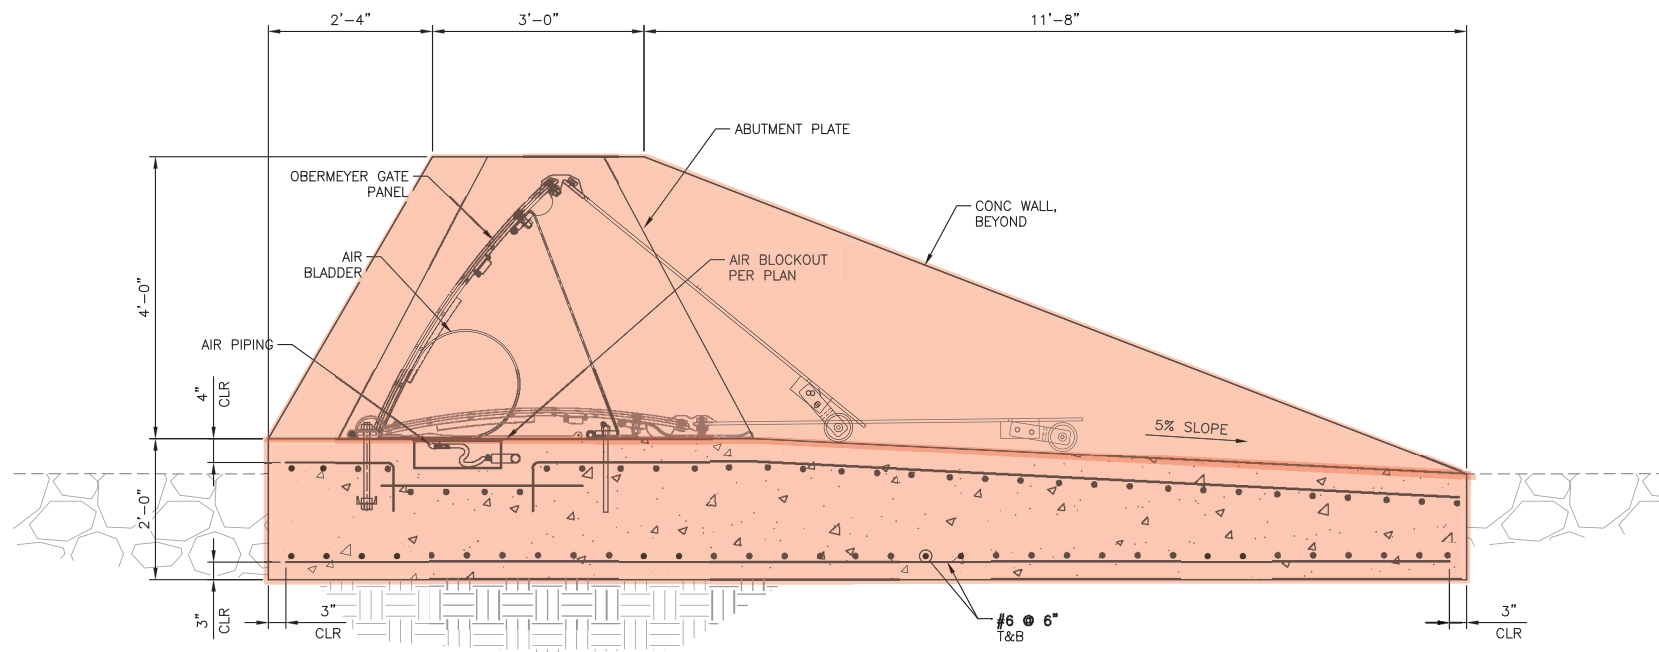 2'-4"
3'-0"
11'-8"
ABUTMENT PLATE
OBERMEYER GATE
PANEL
CONC WALL,
BEYOND
AIR
BLADDER
AIR BLOCKOUT
PER PLAN
4'-0"
AIR PIPING
4"
CLR
5% SLOPE
2'-0"
3"
CLR
3"
CLR
#6 @ 6"
T&B
3"
CLR